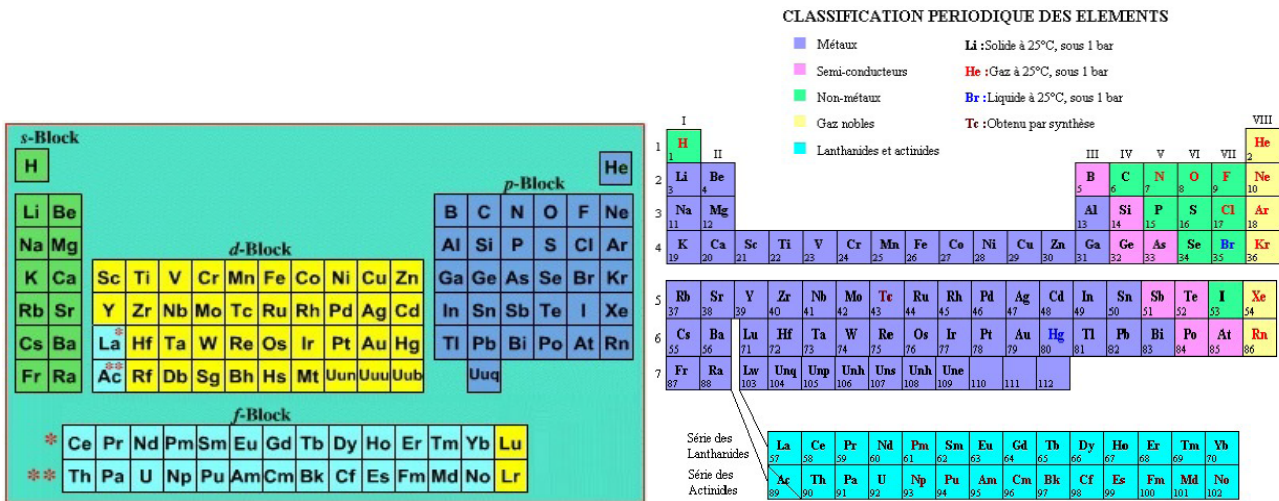 s-Block
H
He
p-Block
Li Be
B C N O F Ne
Na Mg
d-Block
Al Si P S Cl Ar
K Ca Sc Ti V Cr Mn Fe Co Ni Cu Zn Ga Ge As Se Br Kr
Rb Sr Y Zr Nb Mo Tc Ru Rh Pd Ag Cd In Sn Sb Te I Xe
Cs Ba La* Hf Ta W Re Os Ir Pt Au Hg Tl Pb Bi Po At Rn
Fr Ra Ac** Rf Db Sg Bh Hs Mt Uun Uuu Uub Uuq
f-Block
* Ce Pr Nd Pm Sm Eu Gd Tb Dy Ho Er Tm Yb Lu
** Th Pa U Np Pu Am Cm Bk Cf Es Fm Md No Lr
CLASSIFICATION PERIODIQUE DES ELEMENTS
Métaux
Li :Solide à 25°C, sous 1 bar
Semi-conducteurs
He :Gaz à 25°C, sous 1 bar
Non-métaux
Br :Liquide à 25°C, sous 1 bar
Gaz nobles
Tc :Obtenu par synthèse
Lanthanides et actinides
I VIII
1 H He
1 2
II III IV V VI VII
2 Li Be B C N O F Ne
3 4 5 6 7 8 9 10
3 Na Mg Al Si P S Cl Ar
11 12 13 14 15 16 17 18
4 K Ca Sc Ti V Cr Mn Fe Co Ni Cu Zn Ga Ge As Se Br Kr
19 20 21 22 23 24 25 26 27 28 29 30 31 32 33 34 35 36
5 Rb Sr Y Zr Nb Mo Tc Ru Rh Pd Ag Cd In Sn Sb Te I Xe
37 38 39 40 41 42 43 44 45 46 47 48 49 50 51 52 53 54
6 Cs Ba Lu Hf Ta W Re Os Ir Pt Au Hg Tl Pb Bi Po At Rn
55 56 71 72 73 74 75 76 77 78 79 80 81 82 83 84 85 86
7 Fr Ra Lw Unq Unp Unh Uns Unh Une
87 88 103 104 105 106 107 108 109 110 111 112
Série des Lanthanides
La Ce Pr Nd Pm Sm Eu Gd Tb Dy Ho Er Tm Yb
57 58 59 60 61 62 63 64 65 66 67 68 69 70
Série des Actinides
Ac Th Pa U Np Pu Am Cm Bk Cf Es Fm Md No
89 90 91 92 93 94 95 96 97 98 99 100 101 102